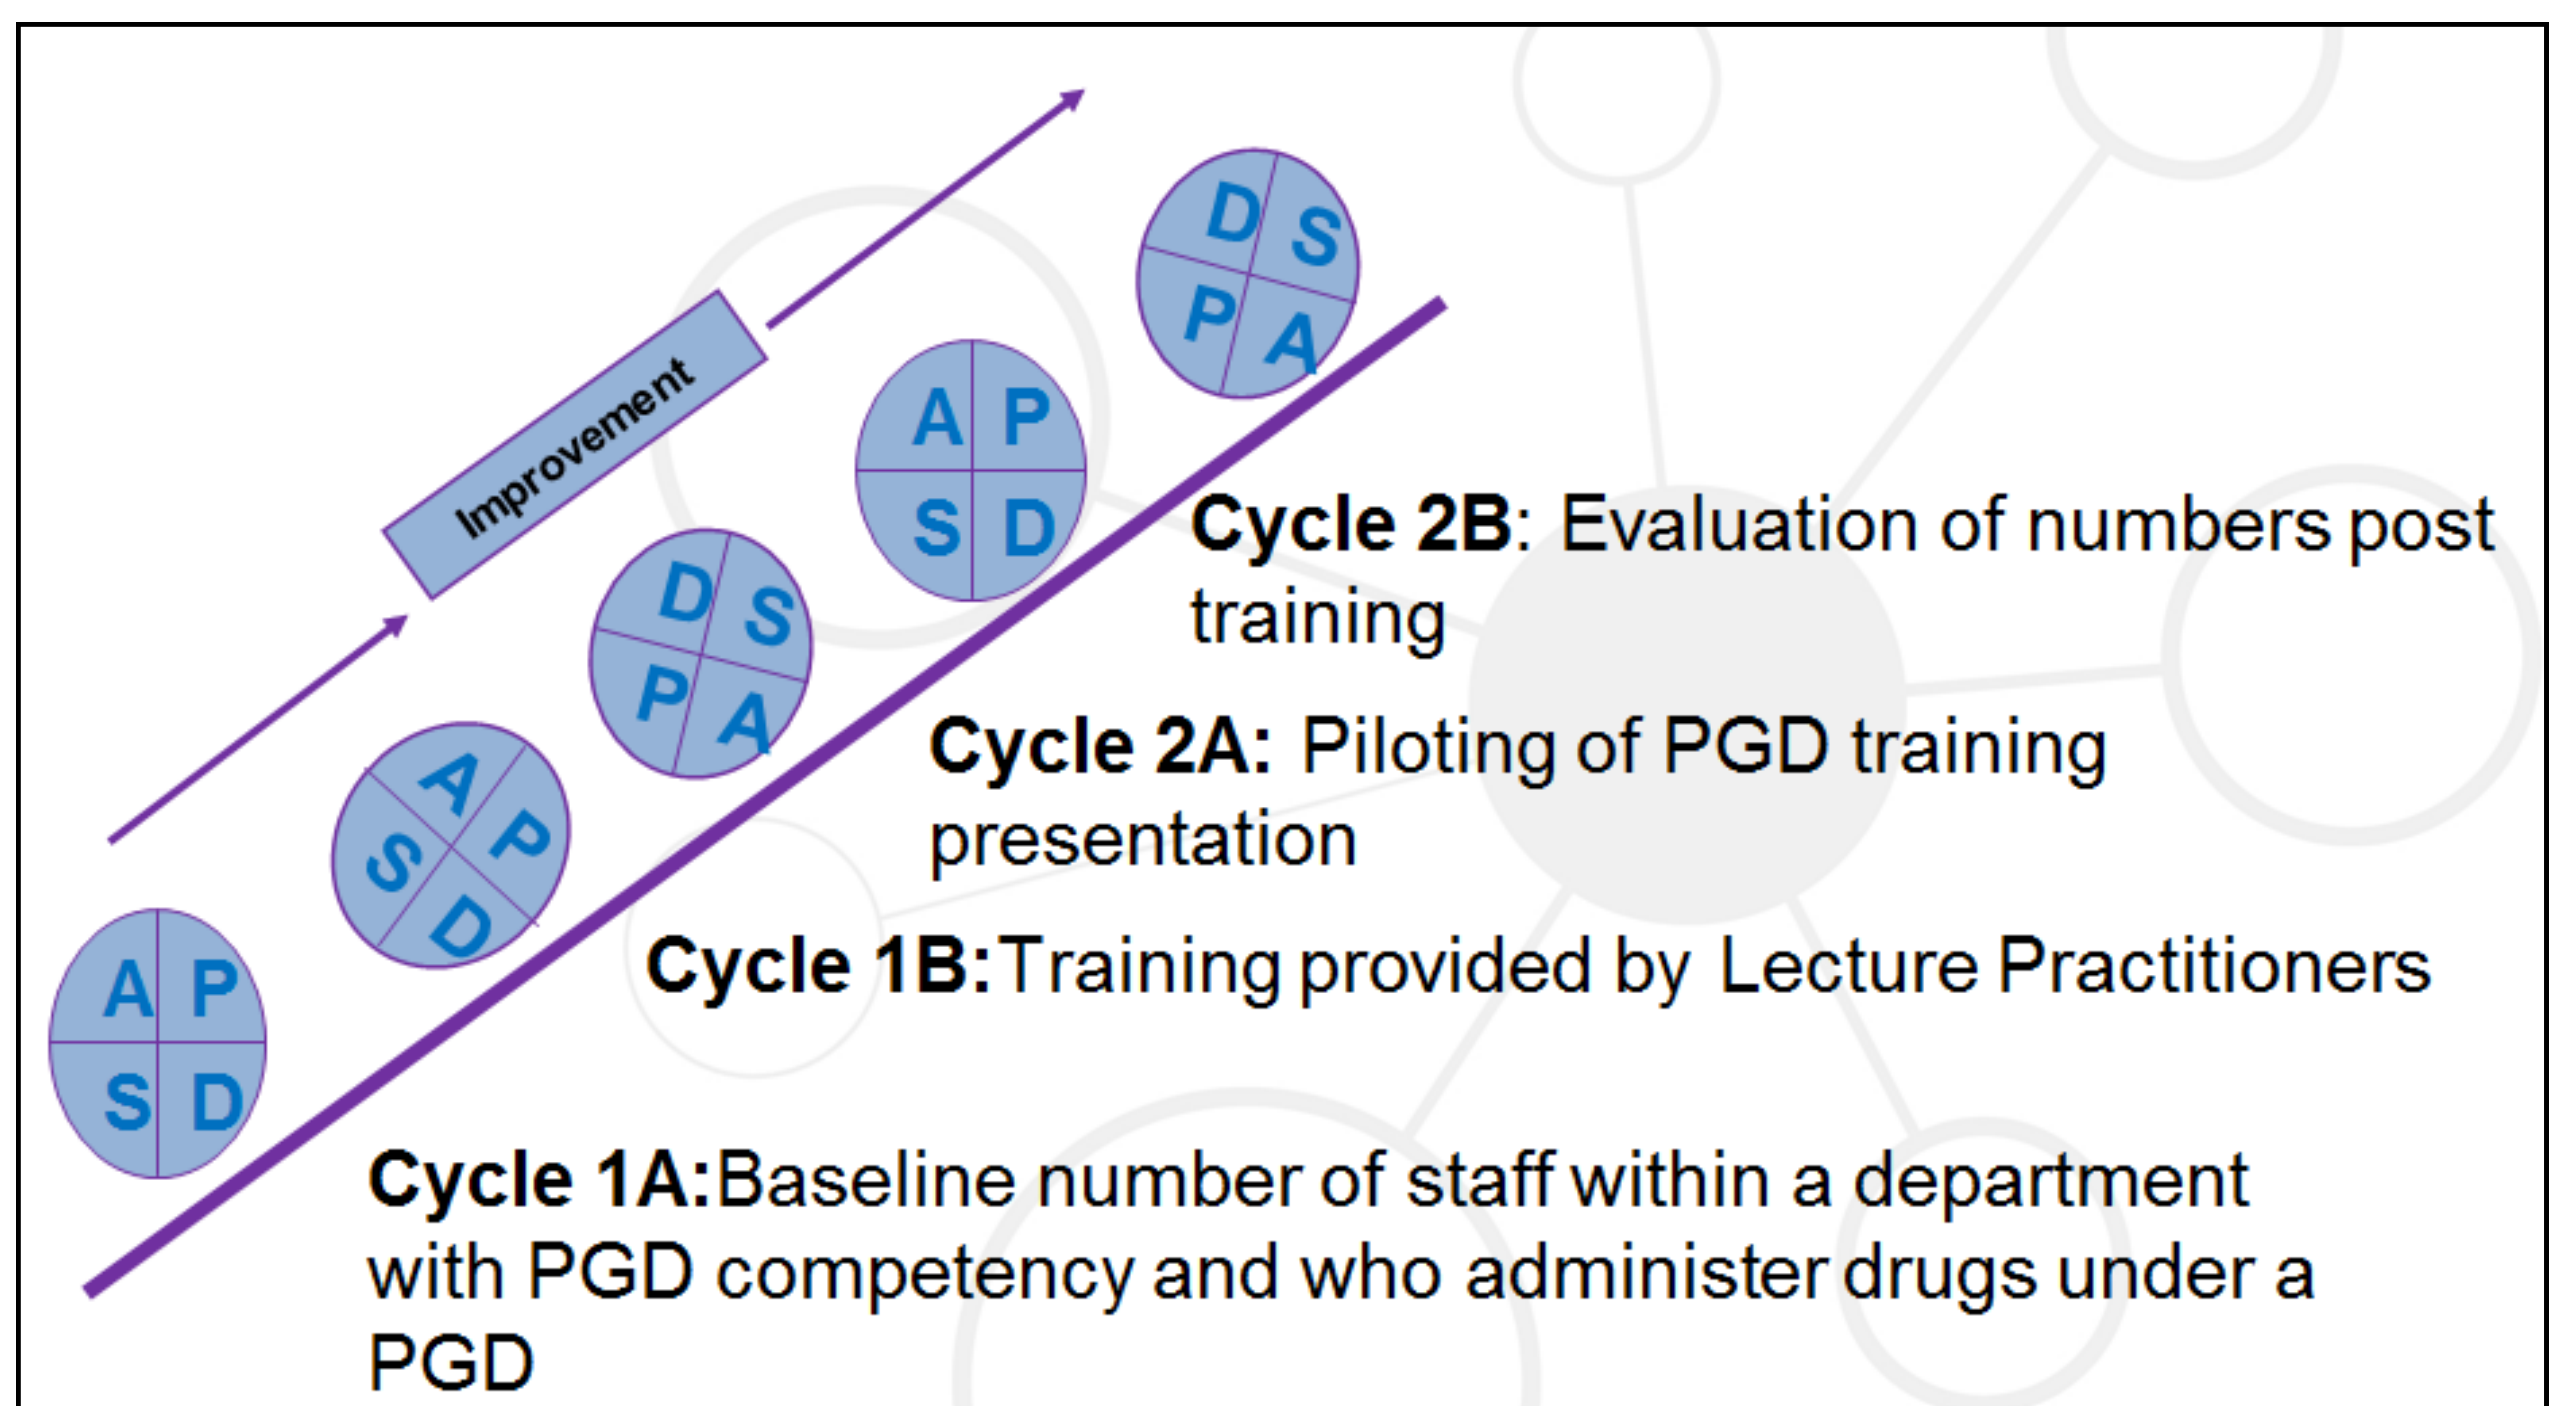 D S
P A
Improvement
A P
S D
D S
P A
A P
S D
A P
S D
Cycle 2B: Evaluation of numbers post
training
Cycle 2A: Piloting of PGD training
presentation
Cycle 1B:Training provided by Lecture Practitioners
Cycle 1A:Baseline number of staff within a department
with PGD competency and who administer drugs under a
PGD